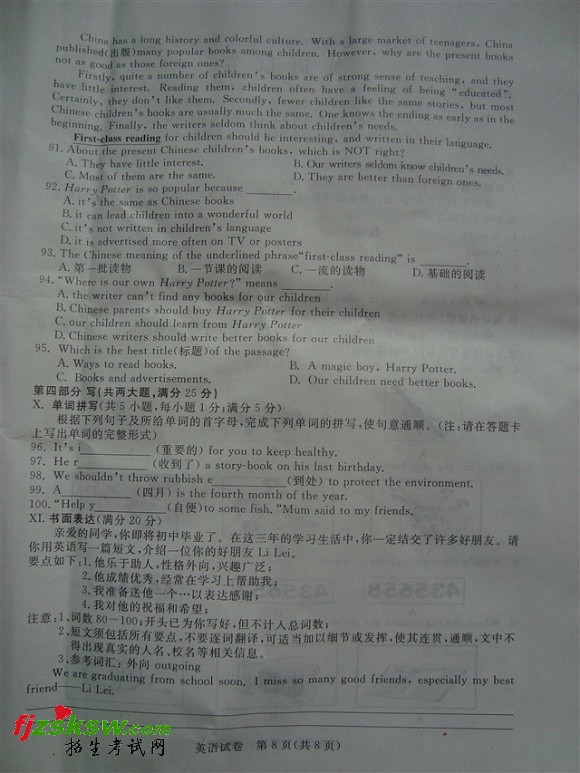 China has a long history and colorful culture. With a large market of teenagers, China
published(出版)many popular books among children. However, why are the present books
not as good as those foreign ones?
Firstly, quite a number of children's books are of strong sense of teaching, and they
have little interest. Reading them, children often have a feeling of being "educated".
Certainly, they don't like them. Secondly, fewer children like the same stories, but most
Chinese children's books are usually much the same. One knows the ending as early as in the
beginning. Finally, the writers seldom think about children's needs.
First-class reading for children should be interesting, and written in their language.
91. About the present Chinese children's books, which is NOT right?
A. They have little interest. B. Our writers seldom know children's needs.
C. Most of them are the same. D. They are better than foreign ones.
92. Harry Potter is so popular because ______.
A. it's the same as Chinese books
B. it can lead children into a wonderful world
C. it's not written in children's language
D. it is advertised more often on TV or posters
93. The Chinese meaning of the underlined phrase"first-class reading" is ______.
A. 第一批读物 B. 一节课的阅读 C. 一流的读物 D. 基础的阅读
94. "Where is our own Harry Potter?" means ______.
A. the writer can't find any books for our children
B. Chinese parents should buy Harry Potter for their children
C. our children should learn from Harry Potter
D. Chinese writers should write better books for our children
95. Which is the best title(标题)of the passage?
A. Ways to read books. B. A magic boy, Harry Potter.
C. Books and advertisements. D. Our children need better books.
第四部分 写(共两大题,满分25分)
X. 单词拼写(共5小题,每小题1分;满分5分)
根据下列句子及所给单词的首字母,完成下列单词的拼写,使句意通顺。(注:请在答题卡
上写出单词的完整形式)
96. It's i__________(重要的) for you to keep healthy.
97. He r__________(收到了) a story-book on his last birthday.
98. We shouldn't throw rubbish e__________(到处) to protect the environment.
99. A__________(四月) is the fourth month of the year.
100. "Help y__________(自便)to some fish. "Mum said to my friends.
XI. 书面表达(满分20分)
亲爱的同学,你即将初中毕业了。在这三年的学习生活中,你一定结交了许多好朋友。请
你用英语写一篇短文,介绍一位你的好朋友Li Lei.
要点如下:1.他乐于助人,性格外向,兴趣广泛;
2.他成绩优秀,经常在学习上帮助我;
3.我准备送他一个…以表达感谢;
4.我对他的祝福和希望;
注意:1、词数80-100;开头已为你写好,但不计入总词数;
2、短文须包括所有要点,不要逐词翻译,可适当加以细节或发挥,使其连贯,通顺,文中不
得出现真实的人名、校名等相关信息。
3、参考词汇:外向 outgoing
We are graduating from school soon. I miss so many good friends, especially my best
friend——Li Lei.
英语试卷 第8页(共8页)
fjzsksw.com
招生考试网